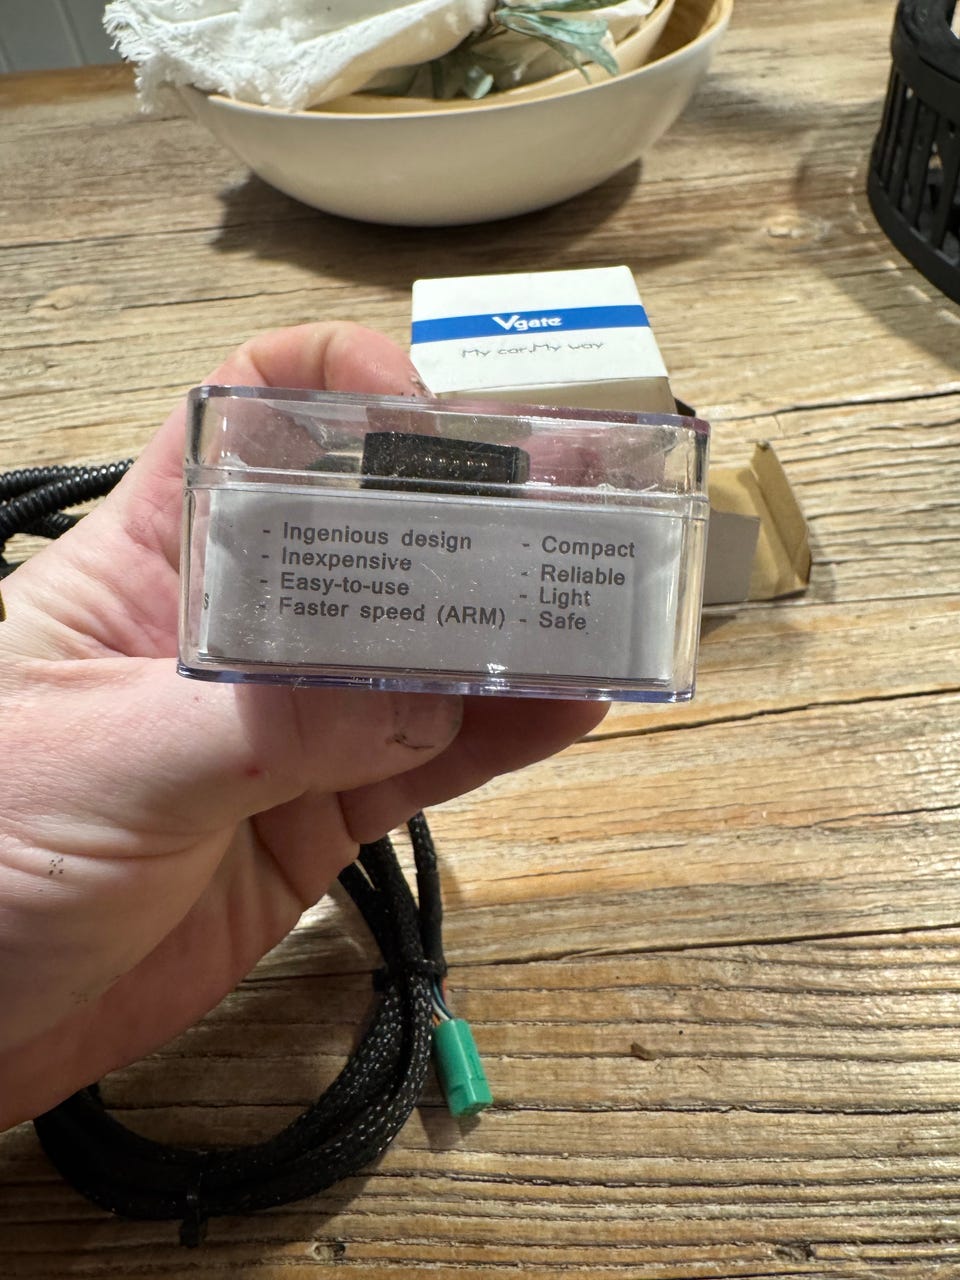 Vgate
My car,My way
- Ingenious design
- Inexpensive
- Easy-to-use
- Faster speed (ARM)
- Compact
- Reliable
- Light
- Safe
s